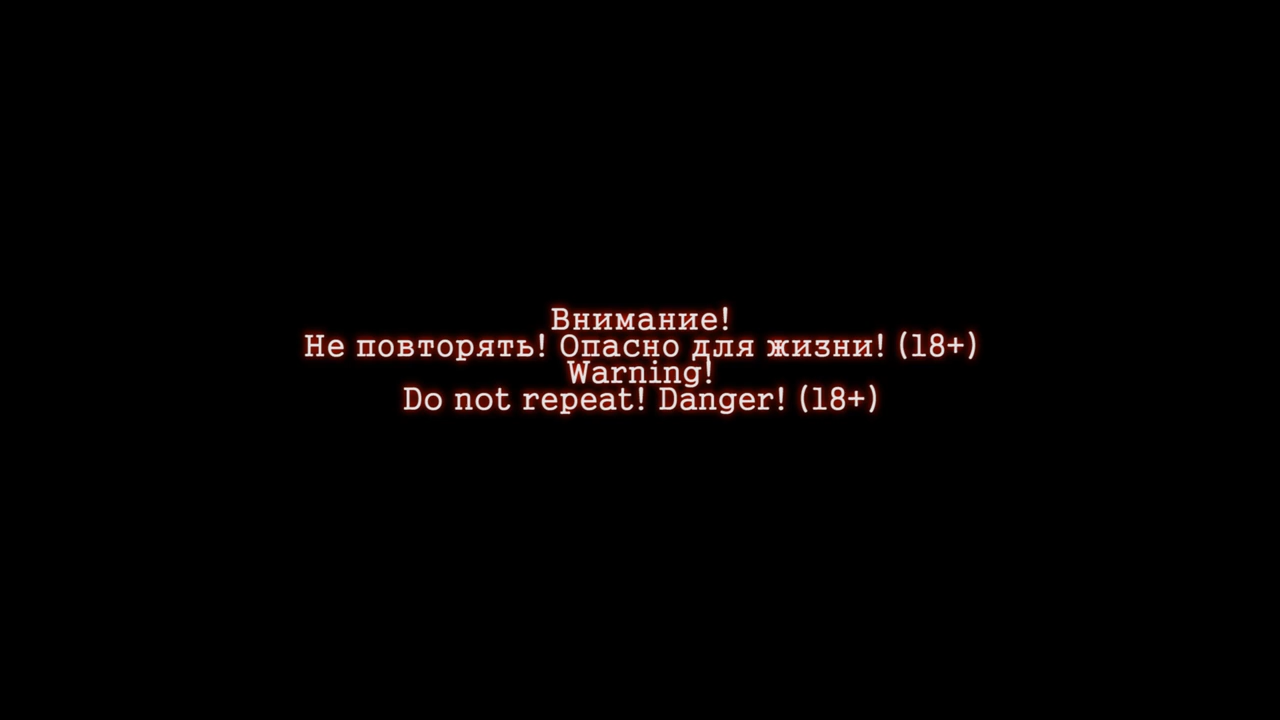 Внимание!
Не повторять! Опасно для жизни! (18+)
Warning!
Do not repeat! Danger! (18+)